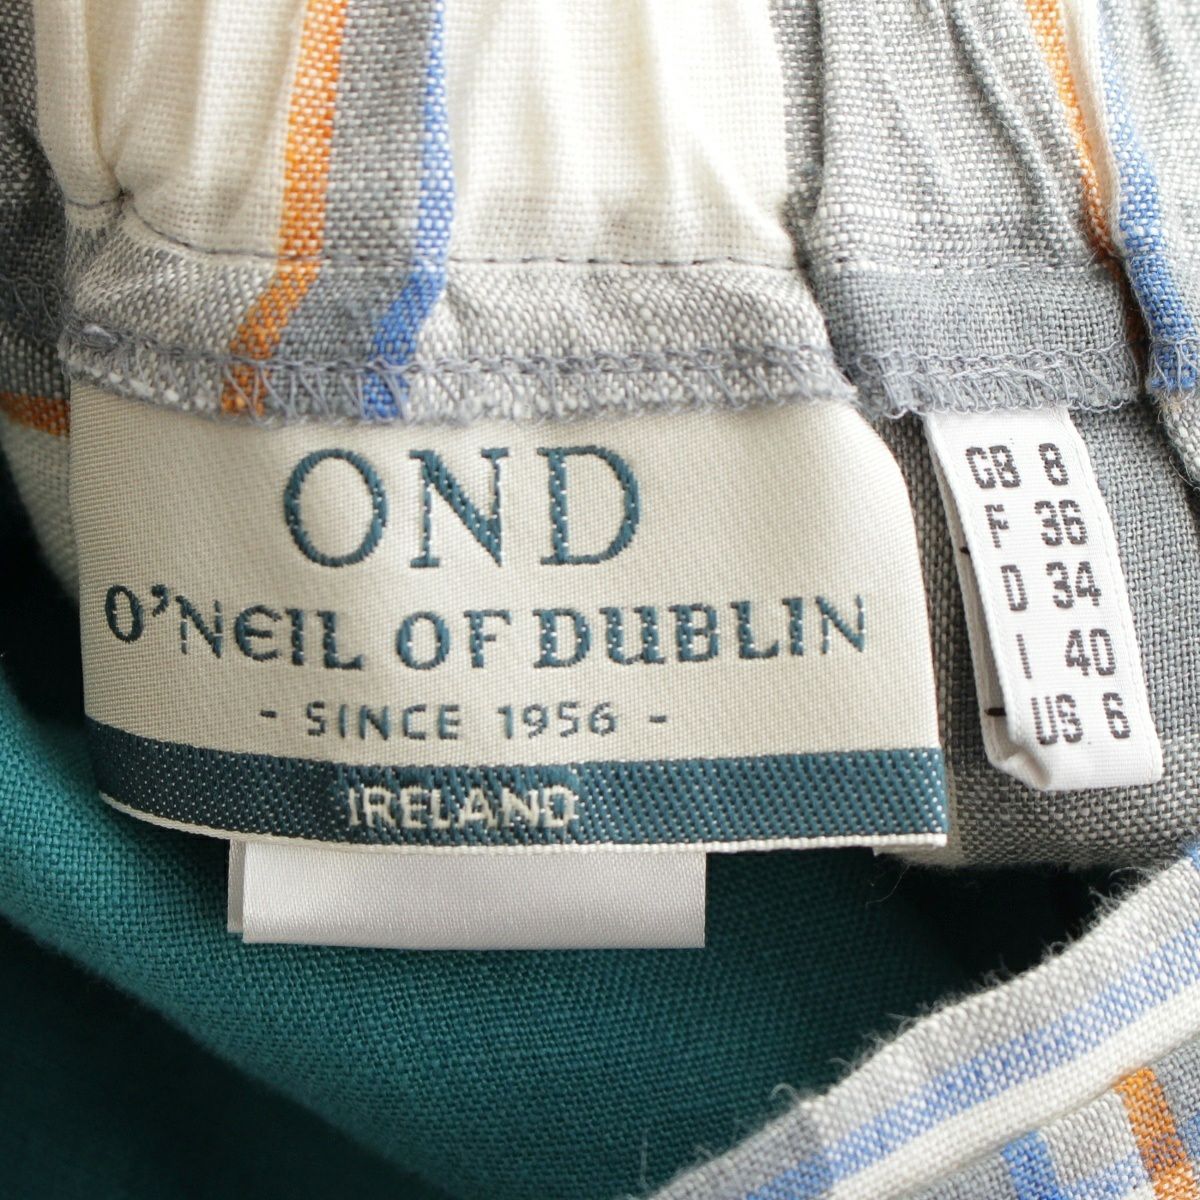 OND
O'NEIL OF DUBLIN
- SINCE 1956 -
IRELAND
GB 8
F 36
D 34
I 40
US 6